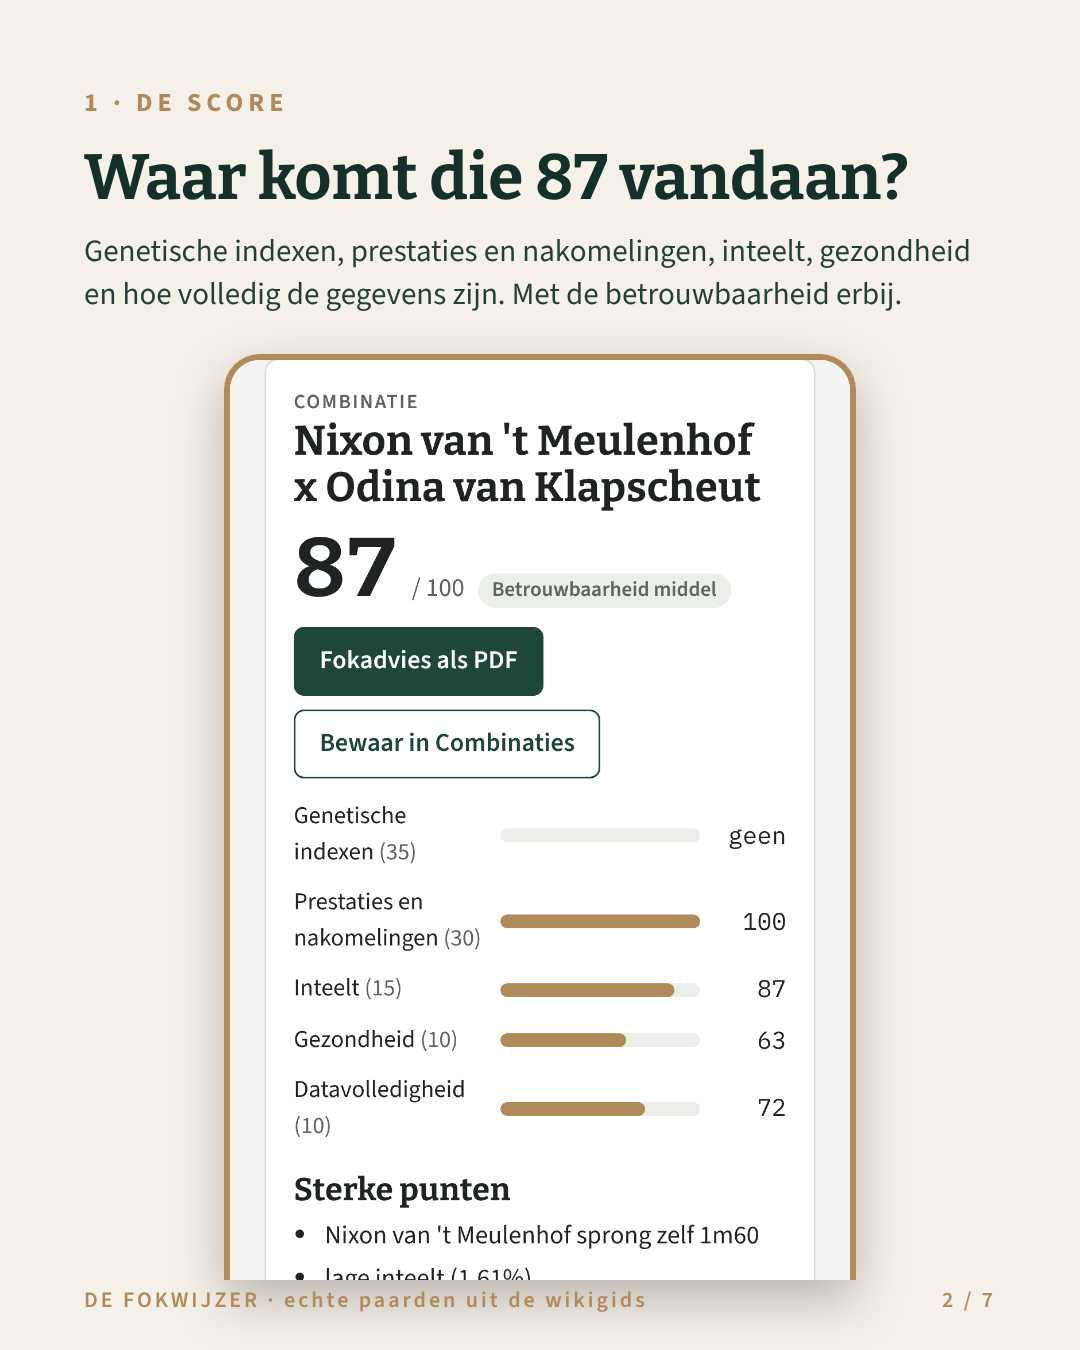 1 · DE SCORE
Waar komt die 87 vandaan?
Genetische indexen, prestaties en nakomelingen, inteelt, gezondheid
en hoe volledig de gegevens zijn. Met de betrouwbaarheid erbij.
COMBINATIE
Nixon van 't Meulenhof
x Odina van Klapscheut
87 / 100 Betrouwbaarheid middel
Fokadvies als PDF
Bewaar in Combinaties
Genetische
indexen (35) geen
Prestaties en
nakomelingen (30) 100
Inteelt (15) 87
Gezondheid (10) 63
Datavolledigheid
(10) 72
Sterke punten
• Nixon van 't Meulenhof sprong zelf 1m60
• lage inteelt (1,61%)
DE FOKWIJZER · echte paarden uit de wikigids 2 / 7